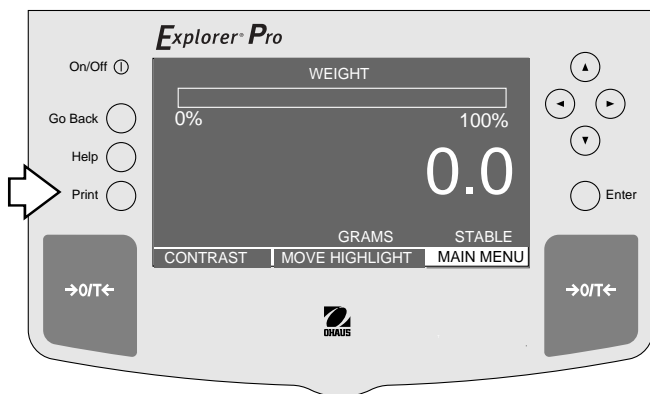 Explorer® Pro
On/Off
WEIGHT
Go Back
0% 100%
Help
0.0
Print
Enter
GRAMS STABLE
CONTRAST MOVE HIGHLIGHT MAIN MENU
→0/T← →0/T←
OHAUS